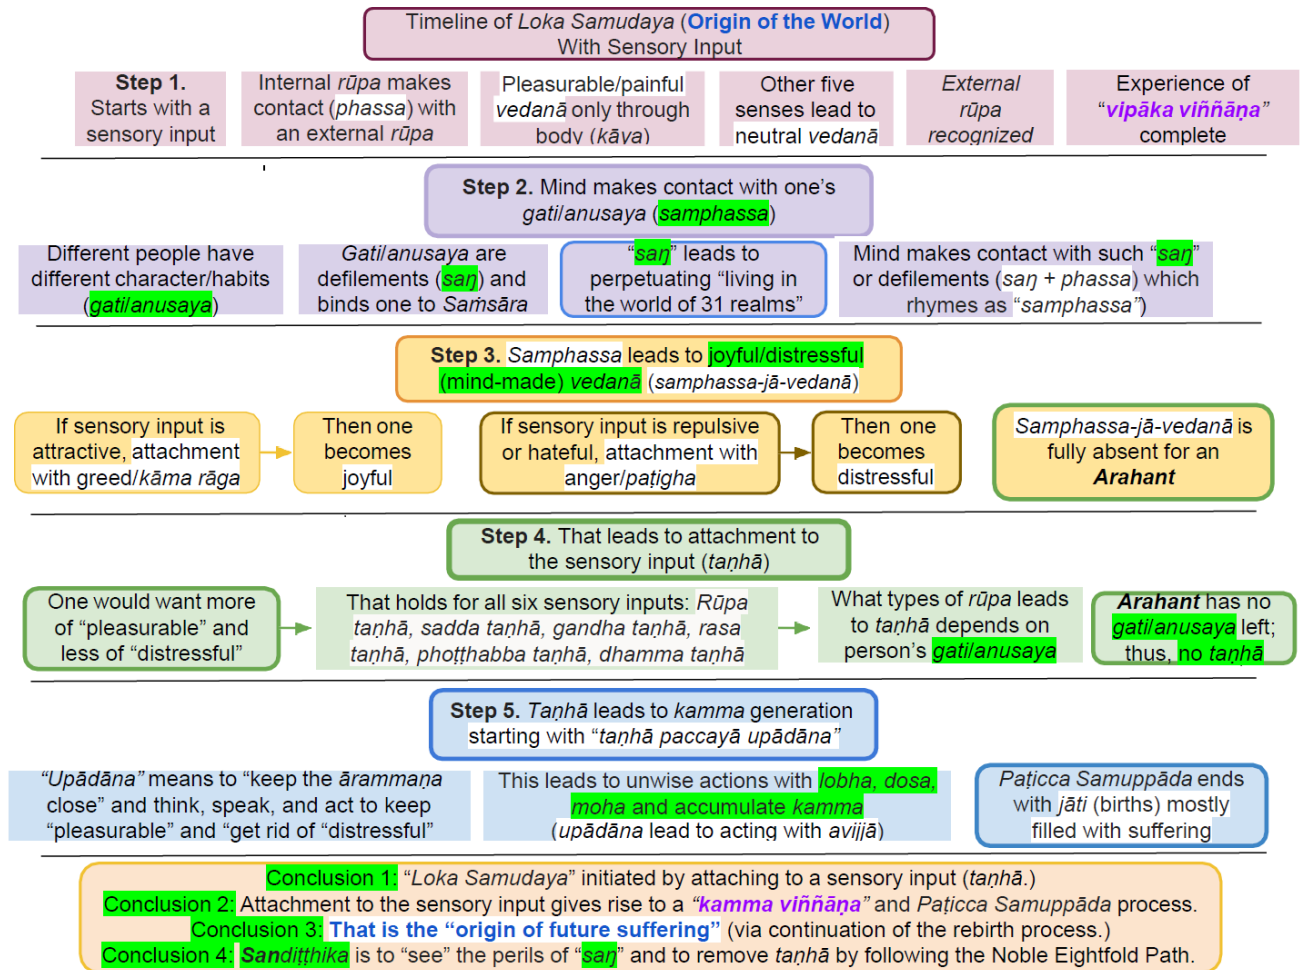 Timeline of Loka Samudaya (Origin of the World)
With Sensory Input
Step 1.
Starts with a
sensory input
Internal rūpa makes
contact (phassa) with
an external rūpa
Pleasurable/painful
vedanā only through
body (kāya)
Other five
senses lead to
neutral vedanā
External
rūpa
recognized
Experience of
“vipāka viññāṇa”
complete
Step 2. Mind makes contact with one’s
gati/anusaya (samphassa)
Different people have
different character/habits
(gati/anusaya)
Gati/anusaya are
defilements (saŋ) and
binds one to Saṁsāra
“saŋ” leads to
perpetuating “living in
the world of 31 realms”
Mind makes contact with such “saŋ”
or defilements (saŋ + phassa) which
rhymes as “samphassa”)
Step 3. Samphassa leads to joyful/distressful
(mind-made) vedanā (samphassa-jā-vedanā)
If sensory input is
attractive, attachment
with greed/kāma rāga
Then one
becomes
joyful
If sensory input is repulsive
or hateful, attachment with
anger/paṭigha
Then one
becomes
distressful
Samphassa-jā-vedanā is
fully absent for an
Arahant
Step 4. That leads to attachment to
the sensory input (taṇhā)
One would want more
of “pleasurable” and
less of “distressful”
That holds for all six sensory inputs: Rūpa
taṇhā, sadda taṇhā, gandha taṇhā, rasa
taṇhā, phoṭṭhabba taṇhā, dhamma taṇhā
What types of rūpa leads
to taṇhā depends on
person’s gati/anusaya
Arahant has no
gati/anusaya left;
thus, no taṇhā
Step 5. Taṇhā leads to kamma generation
starting with “taṇhā paccayā upādāna”
“Upādāna” means to “keep the ārammaṇa
close” and think, speak, and act to keep
“pleasurable” and “get rid of “distressful”
This leads to unwise actions with lobha, dosa,
moha and accumulate kamma
(upādāna lead to acting with avijjā)
Paṭicca Samuppāda ends
with jāti (births) mostly
filled with suffering
Conclusion 1: “Loka Samudaya” initiated by attaching to a sensory input (taṇhā.)
Conclusion 2: Attachment to the sensory input gives rise to a “kamma viññāṇa” and Paṭicca Samuppāda process.
Conclusion 3: That is the “origin of future suffering” (via continuation of the rebirth process.)
Conclusion 4: Sandiṭṭhika is to “see” the perils of “saŋ” and to remove taṇhā by following the Noble Eightfold Path.